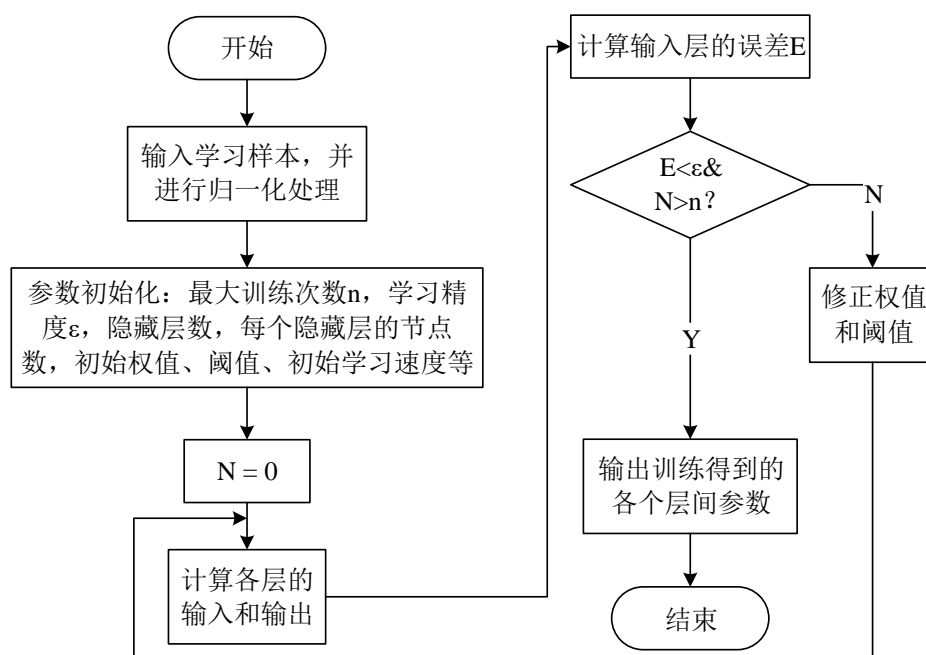 开始
输入学习样本，并
进行归一化处理
参数初始化：最大训练次数n，学习精
度ε，隐藏层数，每个隐藏层的节点
数，初始权值、阈值、初始学习速度等
N = 0
计算各层的
输入和输出
计算输入层的误差E
E<ε&
N>n？
N
修正权值
和阈值
Y
输出训练得到的
各个层间参数
结束